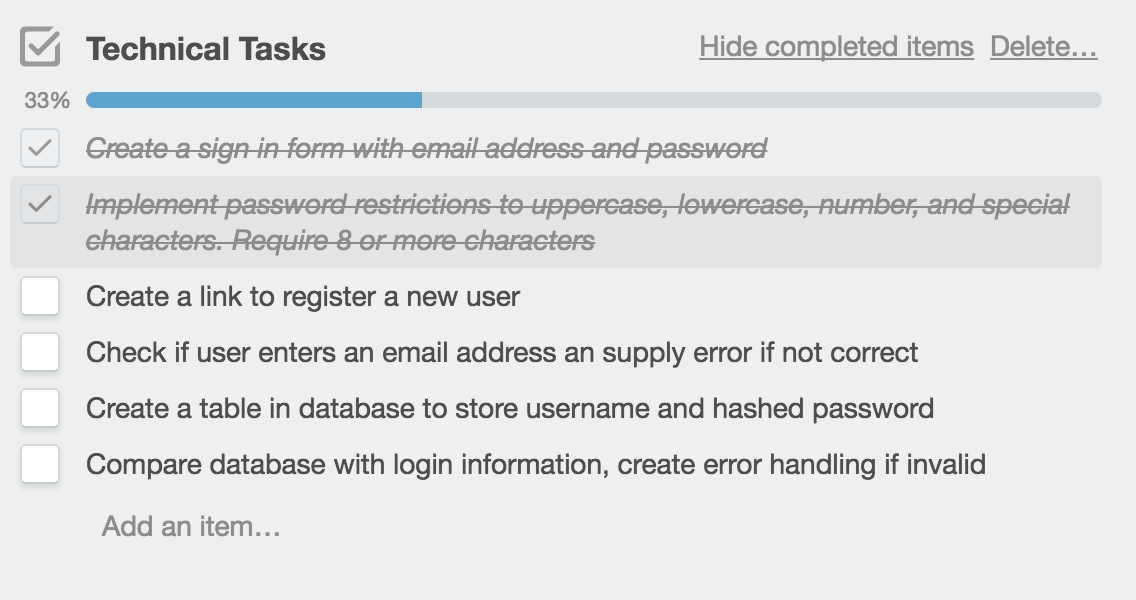 Technical Tasks
Hide completed items Delete…
33%
Create a sign in form with email address and password
Implement password restrictions to uppercase, lowercase, number, and special
characters. Require 8 or more characters
Create a link to register a new user
Check if user enters an email address an supply error if not correct
Create a table in database to store username and hashed password
Compare database with login information, create error handling if invalid
Add an item…